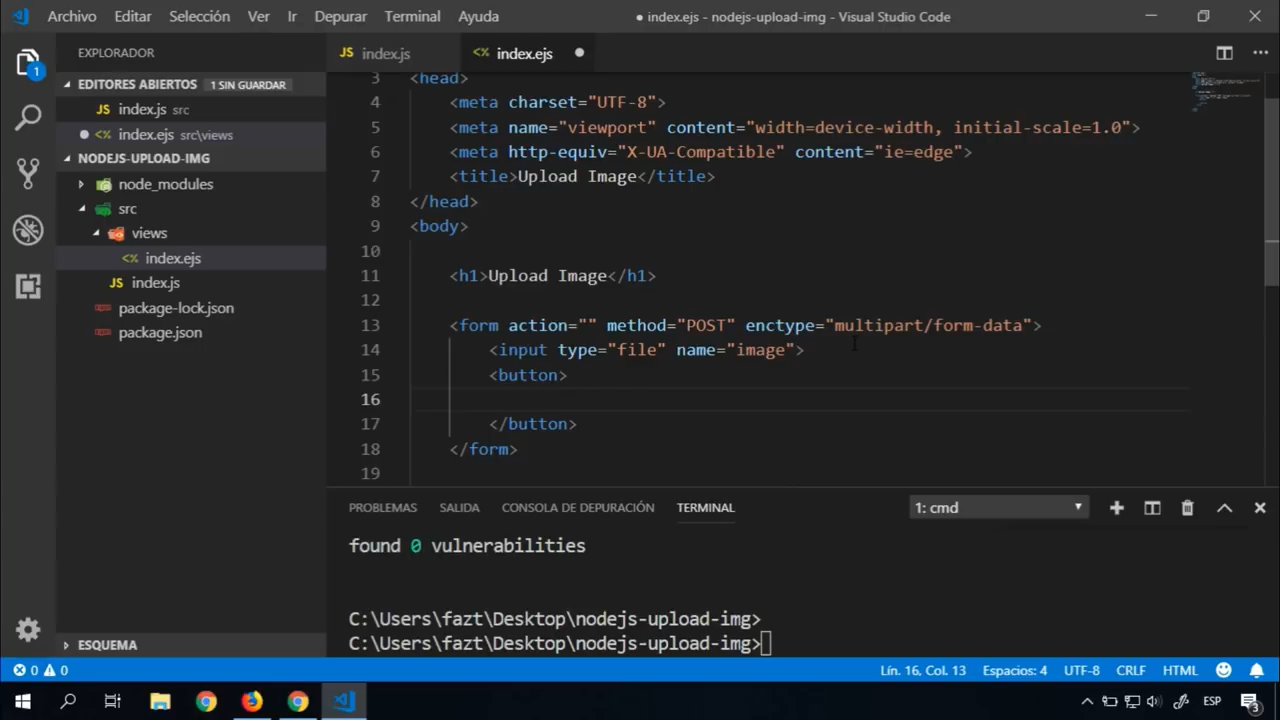 Archivo Editar Selección Ver Ir Depurar Terminal Ayuda ● index.ejs - nodejs-upload-img - Visual Studio Code
EXPLORADOR
JS index.js <% index.ejs
1
EDITORES ABIERTOS 1 SIN GUARDAR
JS index.js src
<% index.ejs src\views
NODEJS-UPLOAD-IMG
node_modules
src
views
<% index.ejs
JS index.js
package-lock.json
package.json
ESQUEMA
3 <head>
4 <meta charset="UTF-8">
5 <meta name="viewport" content="width=device-width, initial-scale=1.0">
6 <meta http-equiv="X-UA-Compatible" content="ie=edge">
7 <title>Upload Image</title>
8 </head>
9 <body>
10
11 <h1>Upload Image</h1>
12
13 <form action="" method="POST" enctype="multipart/form-data">
14 <input type="file" name="image">
15 <button>
16
17 </button>
18 </form>
19
PROBLEMAS SALIDA CONSOLA DE DEPURACIÓN TERMINAL 1: cmd
found 0 vulnerabilities
C:\Users\fazt\Desktop\nodejs-upload-img>
C:\Users\fazt\Desktop\nodejs-upload-img>
0 0 Lín. 16, Col. 13 Espacios: 4 UTF-8 CRLF HTML
ESP 3